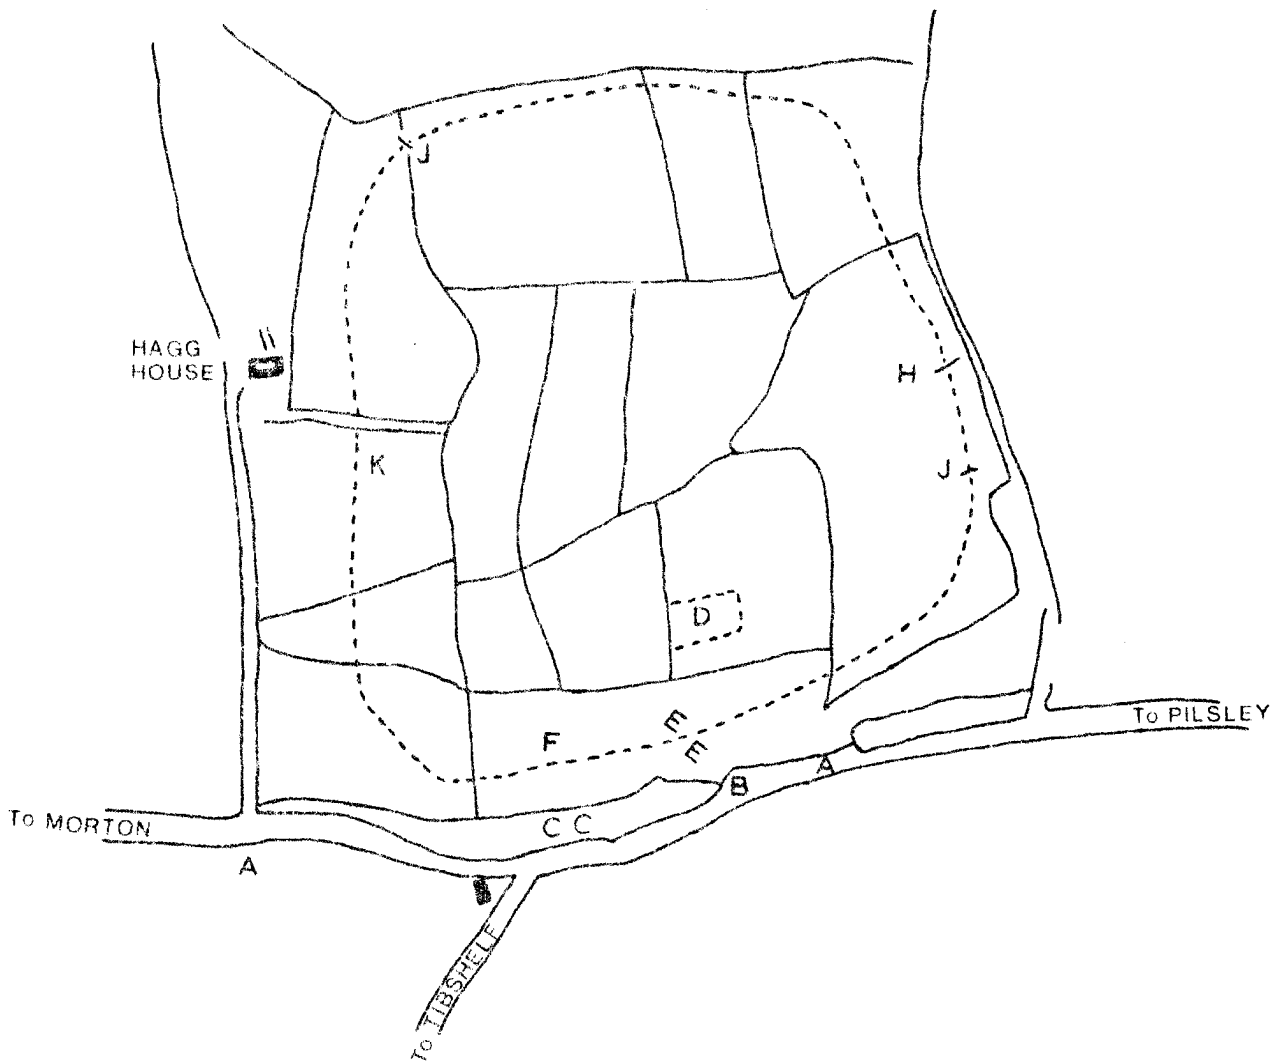 J
HAGG
HOUSE
H
K
J
D
E
E
F
To PILSLEY
A
B
To MORTON
C C
A
To TIBSHELF